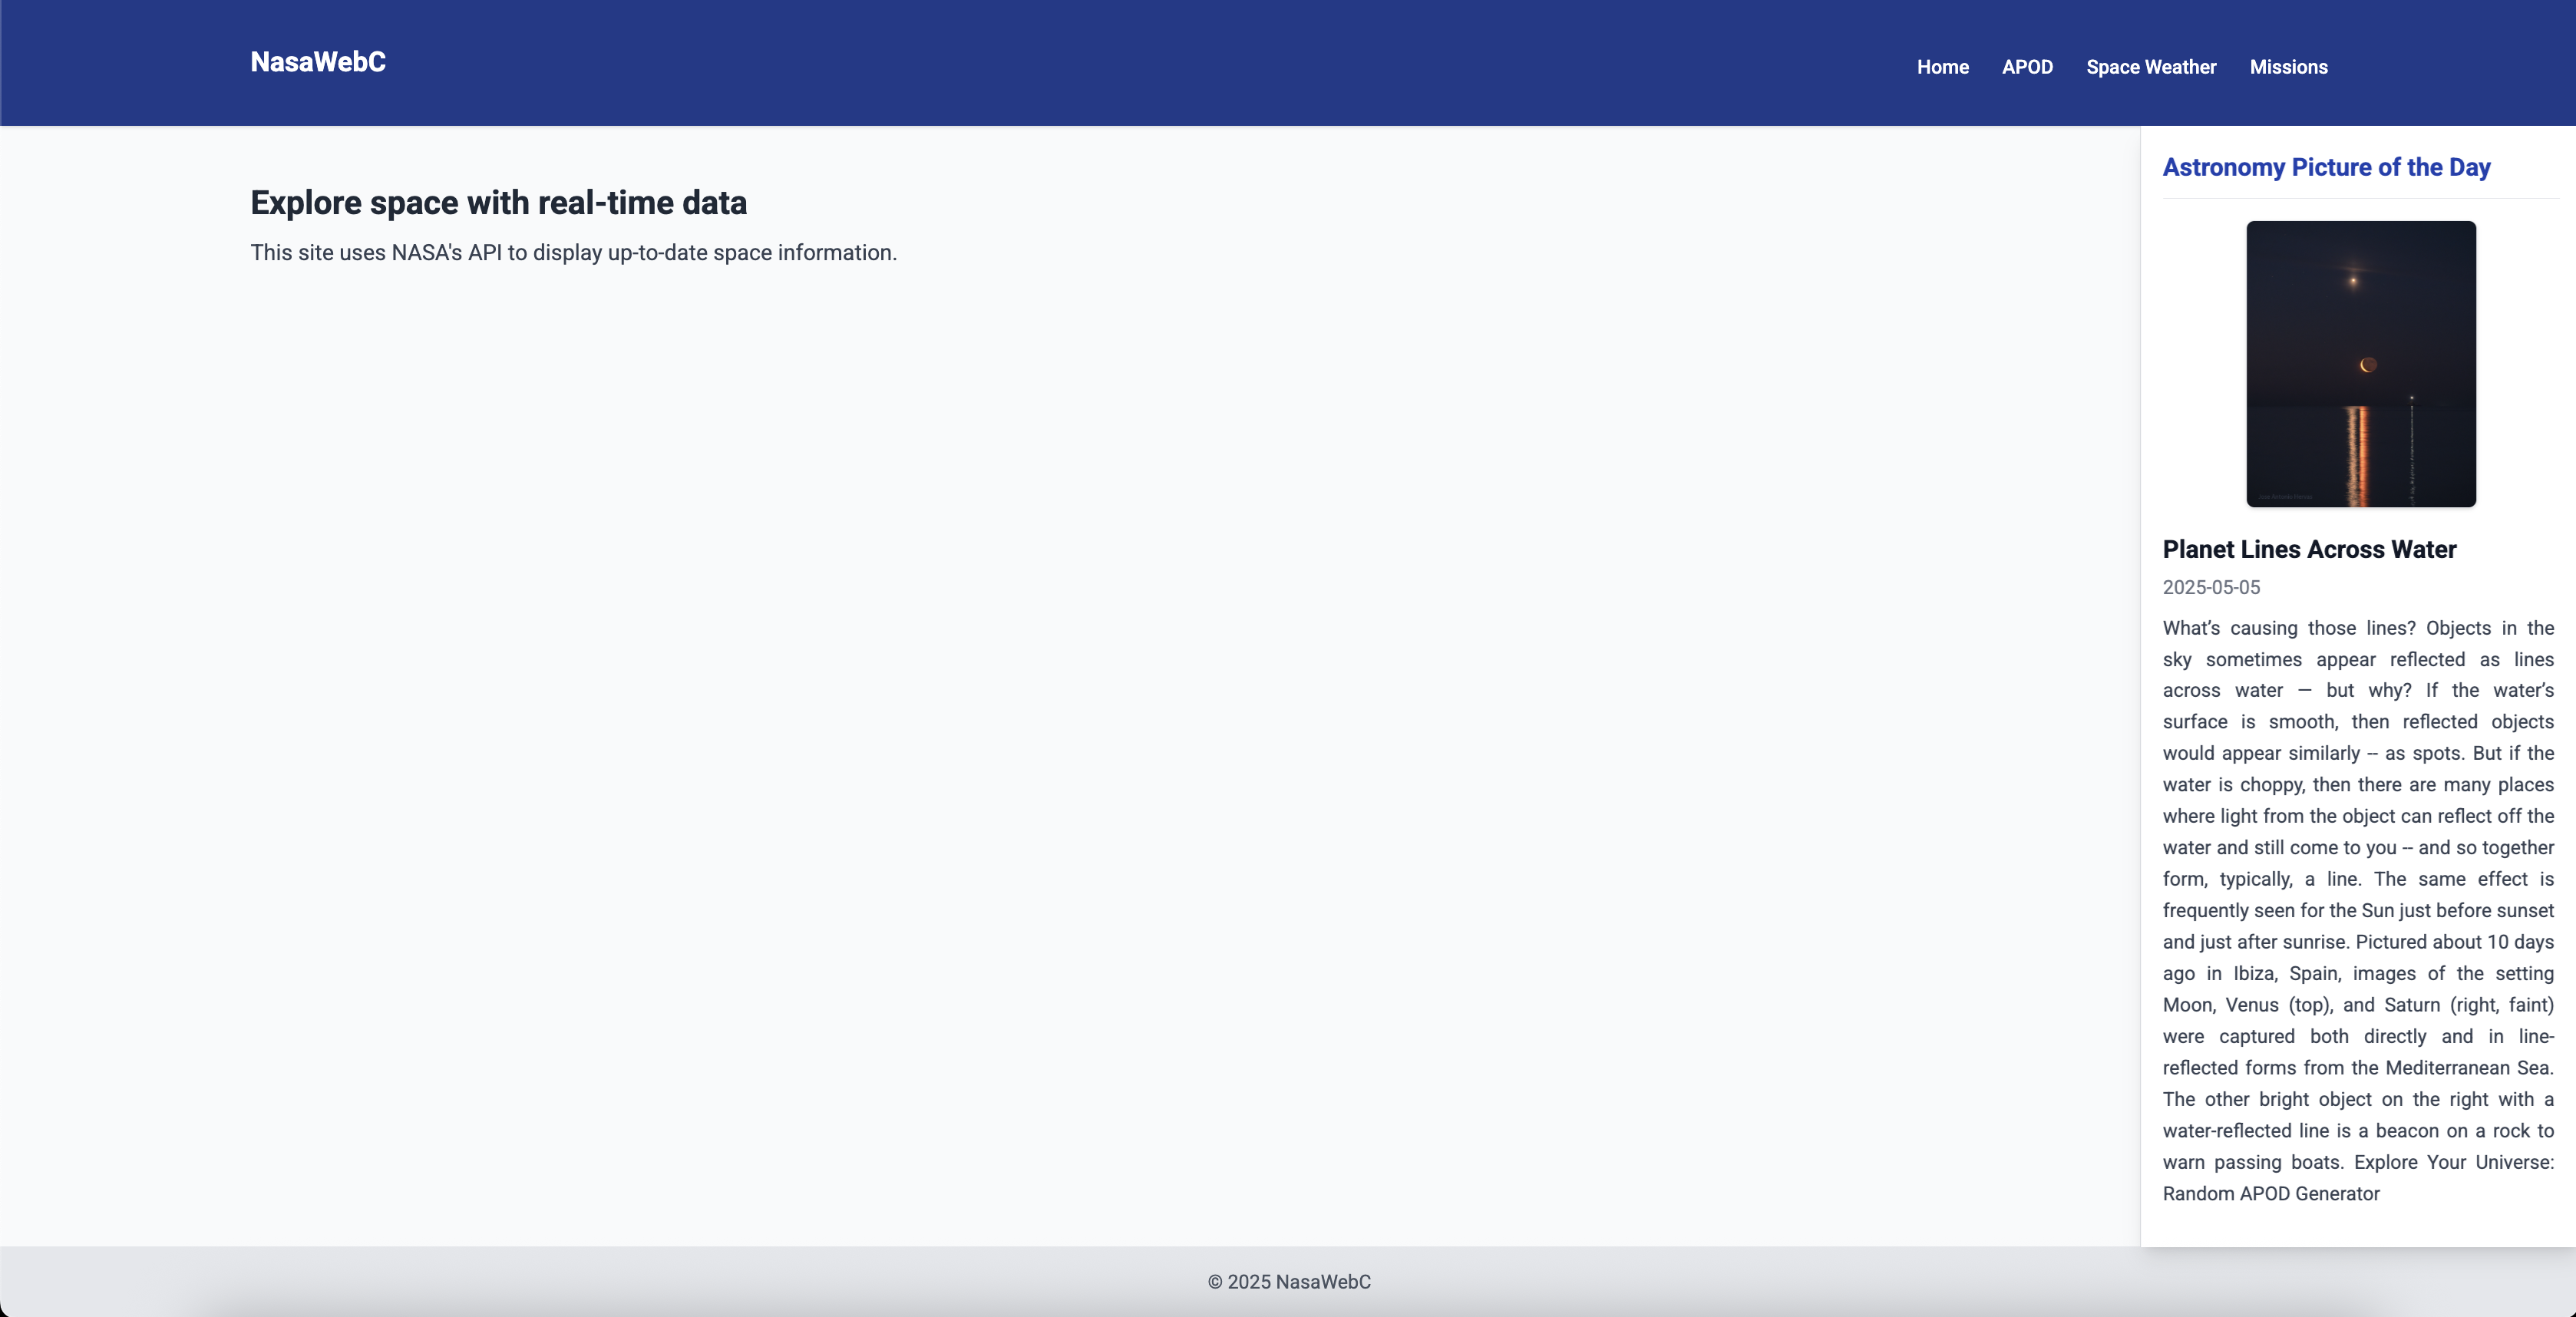 NasaWebC
Home
APOD
Space Weather
Missions
Explore space with real-time data
This site uses NASA's API to display up-to-date space information.
Astronomy Picture of the Day
Planet Lines Across Water
2025-05-05
What’s causing those lines? Objects in the
sky sometimes appear reflected as lines
across water — but why? If the water’s
surface is smooth, then reflected objects
would appear similarly -- as spots. But if the
water is choppy, then there are many places
where light from the object can reflect off the
water and still come to you -- and so together
form, typically, a line. The same effect is
frequently seen for the Sun just before sunset
and just after sunrise. Pictured about 10 days
ago in Ibiza, Spain, images of the setting
Moon, Venus (top), and Saturn (right, faint)
were captured both directly and in line-
reflected forms from the Mediterranean Sea.
The other bright object on the right with a
water-reflected line is a beacon on a rock to
warn passing boats. Explore Your Universe:
Random APOD Generator
© 2025 NasaWebC